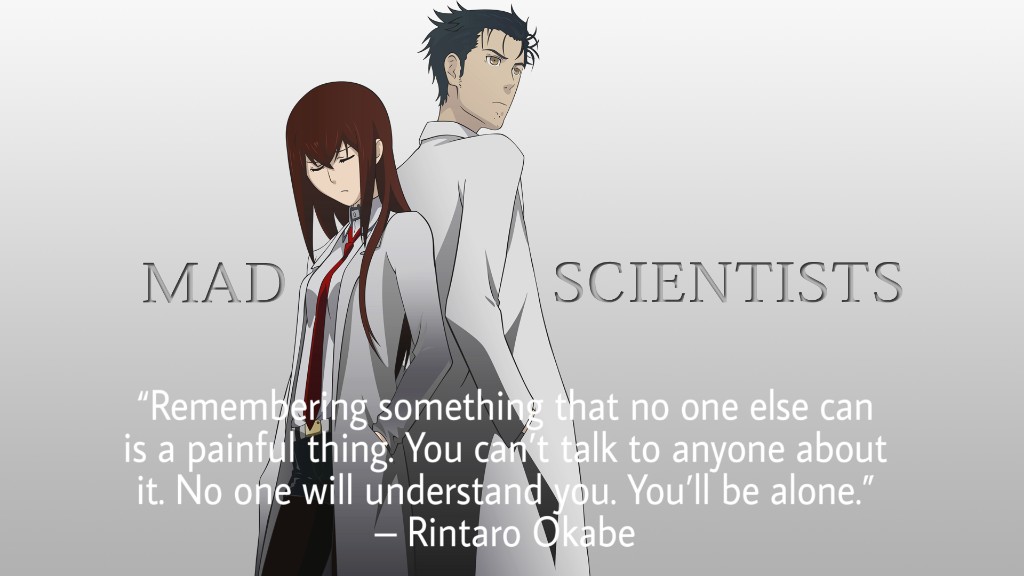 MAD SCIENTISTS
“Remembering something that no one else can
is a painful thing. You can’t talk to anyone about
it. No one will understand you. You’ll be alone.”
– Rintaro Okabe